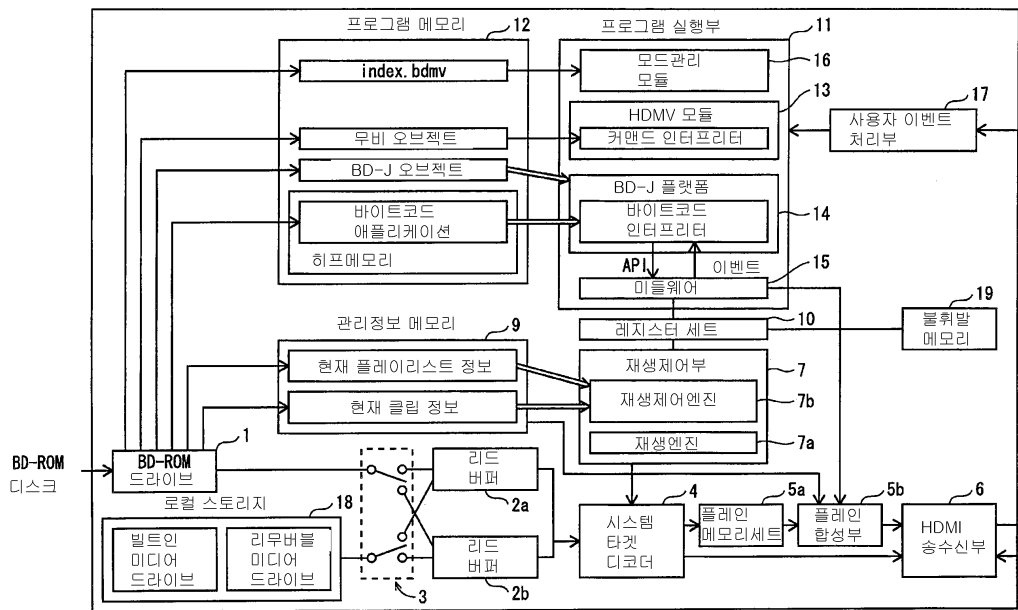 프로그램 메모리
12
프로그램 실행부
11
index.bdmv
모드관리
모듈
16
HDMV 모듈
13
무비 오브젝트
커맨드 인터프리터
17
사용자 이벤트
처리부
BD-J 오브젝트
BD-J 플랫폼
바이트코드
애플리케이션
히프메모리
바이트코드
인터프리터
14
API
이벤트
미들웨어
15
관리정보 메모리
9
레지스터 세트
10
19
불휘발
메모리
현재 플레이리스트 정보
현재 클립 정보
재생제어부
7
재생제어엔진
7b
재생엔진
7a
BD-ROM
디스크
BD-ROM
드라이브
1
리드
버퍼
2a
로컬 스토리지
18
빌트인
미디어
드라이브
리무버블
미디어
드라이브
3
리드
버퍼
2b
시스템
타겟
디코더
4
플레인
메모리세트
5a
플레인
합성부
5b
HDMI
송수신부
6